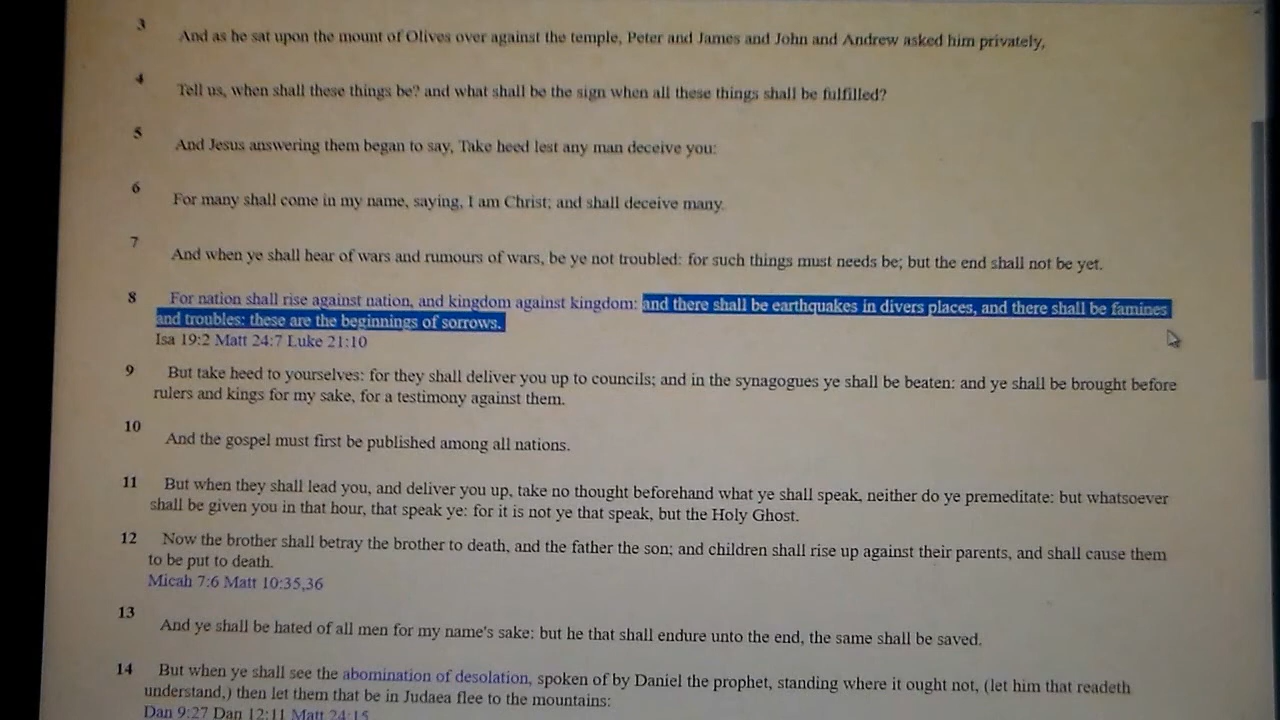 3
And as he sat upon the mount of Olives over against the temple, Peter and James and John and Andrew asked him privately,
4
Tell us, when shall these things be? and what shall be the sign when all these things shall be fulfilled?
5
And Jesus answering them began to say, Take heed lest any man deceive you:
6
For many shall come in my name, saying, I am Christ; and shall deceive many.
7
And when ye shall hear of wars and rumours of wars, be ye not troubled: for such things must needs be; but the end shall not be yet.
8 For nation shall rise against nation, and kingdom against kingdom: and there shall be earthquakes in divers places, and there shall be famines
and troubles: these are the beginnings of sorrows.
Isa 19:2 Matt 24:7 Luke 21:10
9 But take heed to yourselves: for they shall deliver you up to councils; and in the synagogues ye shall be beaten: and ye shall be brought before
rulers and kings for my sake, for a testimony against them.
10
And the gospel must first be published among all nations.
11 But when they shall lead you, and deliver you up, take no thought beforehand what ye shall speak, neither do ye premeditate: but whatsoever
shall be given you in that hour, that speak ye: for it is not ye that speak, but the Holy Ghost.
12 Now the brother shall betray the brother to death, and the father the son; and children shall rise up against their parents, and shall cause them
to be put to death.
Micah 7:6 Matt 10:35,36
13
And ye shall be hated of all men for my name's sake: but he that shall endure unto the end, the same shall be saved.
14 But when ye shall see the abomination of desolation, spoken of by Daniel the prophet, standing where it ought not, (let him that readeth
understand,) then let them that be in Judaea flee to the mountains:
Dan 9:27 Dan 12:11 Matt 24:15